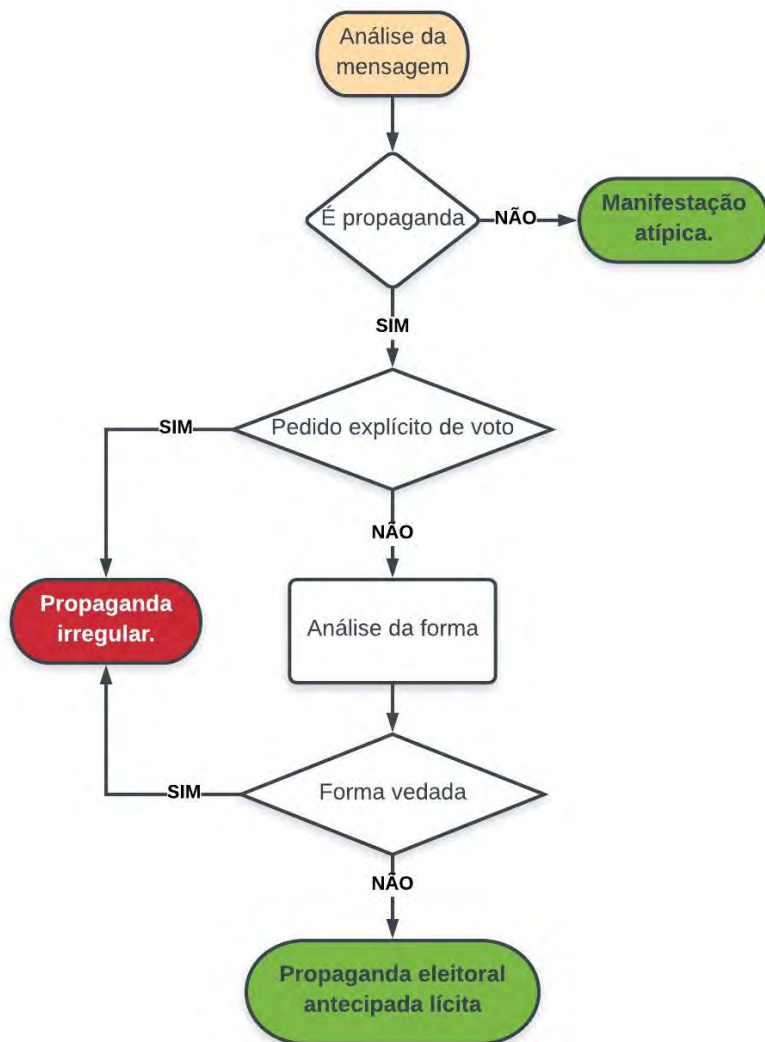 Análise da
mensagem
É propaganda
NÃO
Manifestação
atípica.
SIM
SIM
Pedido explícito de voto
NÃO
Propaganda
irregular.
Análise da forma
SIM
Forma vedada
NÃO
Propaganda eleitoral
antecipada lícita